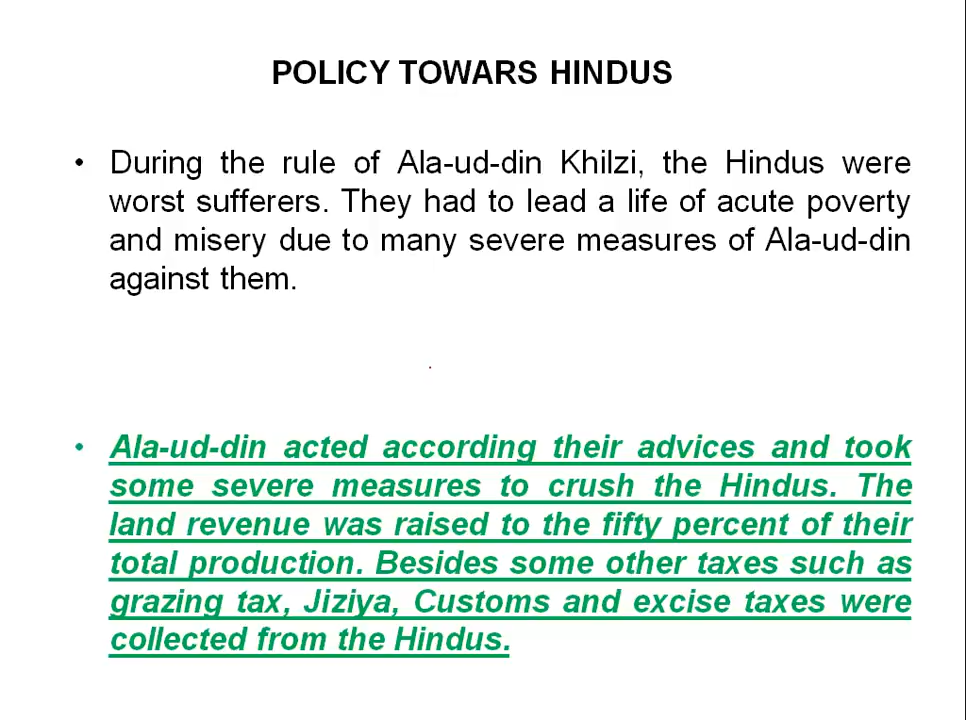 POLICY TOWARS HINDUS
• During the rule of Ala-ud-din Khilzi, the Hindus were
worst sufferers. They had to lead a life of acute poverty
and misery due to many severe measures of Ala-ud-din
against them.
• Ala-ud-din acted according their advices and took
some severe measures to crush the Hindus. The
land revenue was raised to the fifty percent of their
total production. Besides some other taxes such as
grazing tax, Jiziya, Customs and excise taxes were
collected from the Hindus.